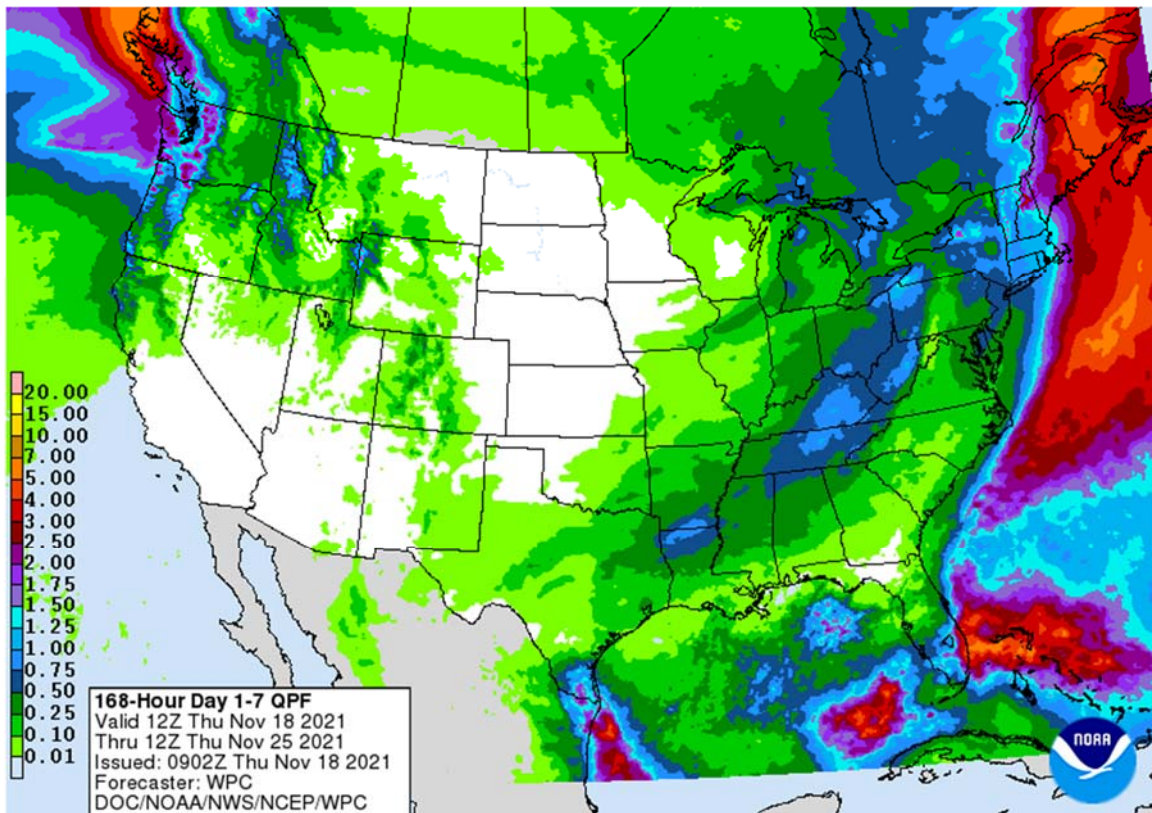 20.00
15.00
10.00
7.00
5.00
4.00
3.00
2.50
2.00
1.75
1.50
1.25
1.00
0.75
0.50
0.25
0.10
0.01
168-Hour Day 1-7 QPF
Valid 12Z Thu Nov 18 2021
Thru 12Z Thu Nov 25 2021
Issued: 0902Z Thu Nov 18 2021
Forecaster: WPC
DOC/NOAA/NWS/NCEP/WPC
NOAA